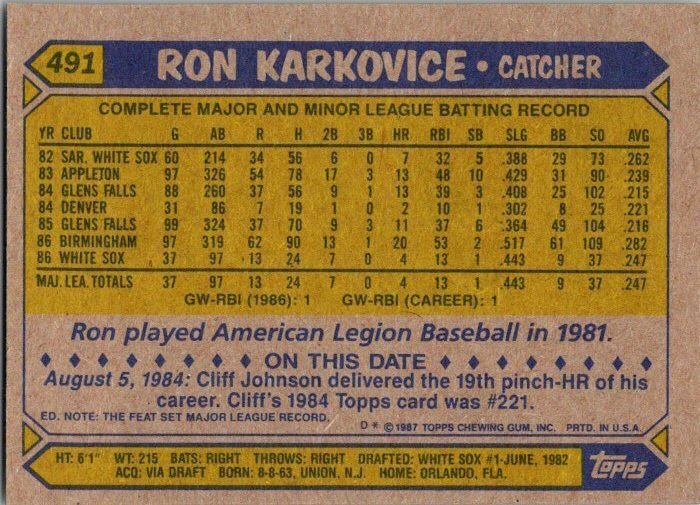 491 RON KARKOVICE • CATCHER
COMPLETE MAJOR AND MINOR LEAGUE BATTING RECORD
YR CLUB G AB R H 2B 3B HR RBI SB SLG BB SO AVG
82 SAR. WHITE SOX 60 214 34 56 6 0 7 32 5 .388 29 73 .262
83 APPLETON 97 326 54 78 17 3 13 48 10 .429 31 90 .239
84 GLENS FALLS 88 260 37 56 9 1 13 39 3 .408 25 102 .215
84 DENVER 31 86 7 19 1 0 2 10 1 .302 8 25 .221
85 GLENS FALLS 99 324 37 70 9 3 11 37 6 .364 49 104 .216
86 BIRMINGHAM 97 319 62 90 13 1 20 53 2 .517 61 109 .282
86 WHITE SOX 37 97 13 24 7 0 4 13 1 .443 9 37 .247
MAJ. LEA. TOTALS 37 97 13 24 7 0 4 13 1 .443 9 37 .247
GW-RBI (1986): 1 GW-RBI (CAREER): 1
Ron played American Legion Baseball in 1981.
ON THIS DATE
August 5, 1984: Cliff Johnson delivered the 19th pinch-HR of his
career. Cliff's 1984 Topps card was #221.
ED. NOTE: THE FEAT SET MAJOR LEAGUE RECORD.
D * © 1987 TOPPS CHEWING GUM, INC. PRTD. IN U.S.A.
HT: 6'1" WT: 215 BATS: RIGHT THROWS: RIGHT DRAFTED: WHITE SOX #1-JUNE, 1982
ACQ: VIA DRAFT BORN: 8-8-63, UNION, N.J. HOME: ORLANDO, FLA.
topps